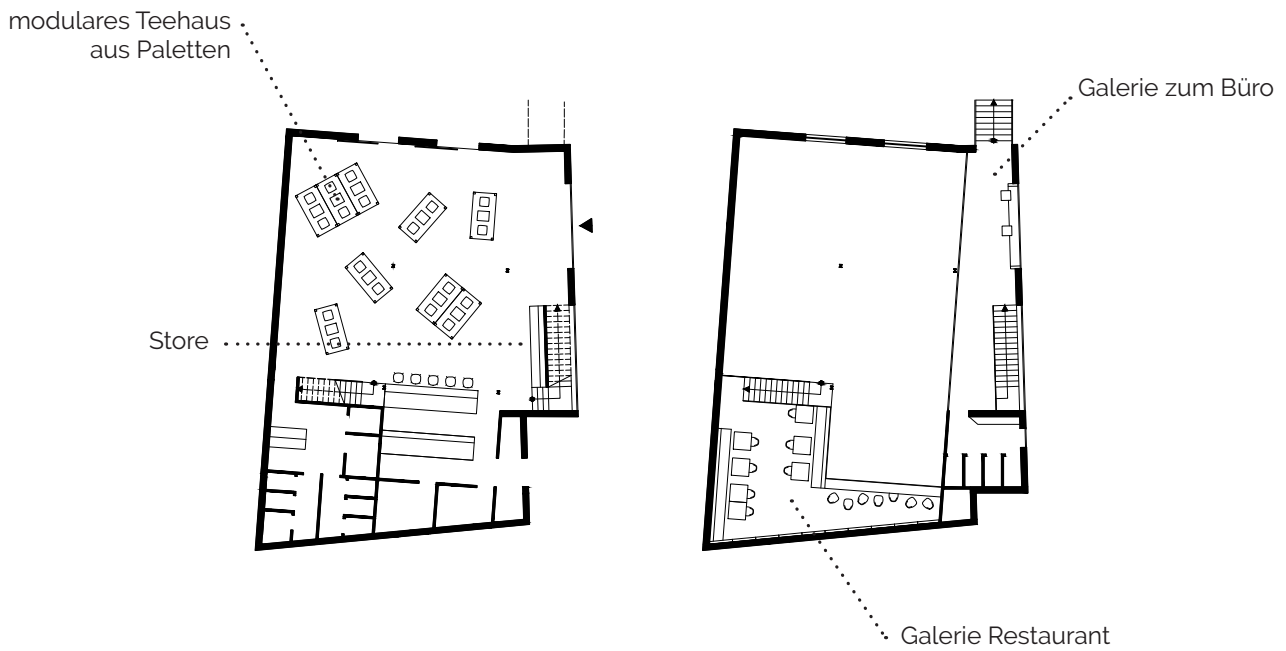 modulares Teehaus
aus Paletten
Galerie zum Büro
Store
Galerie Restaurant